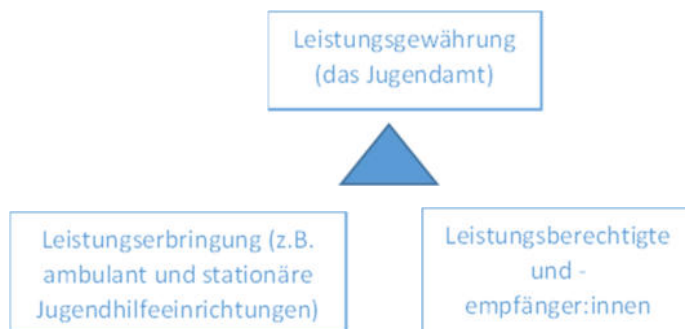 Leistungsgewährung
(das Jugendamt)
Leistungserbringung (z.B.
ambulant und stationäre
Jugendhilfeeinrichtungen)
Leistungsberechtigte
und -
empfänger:innen